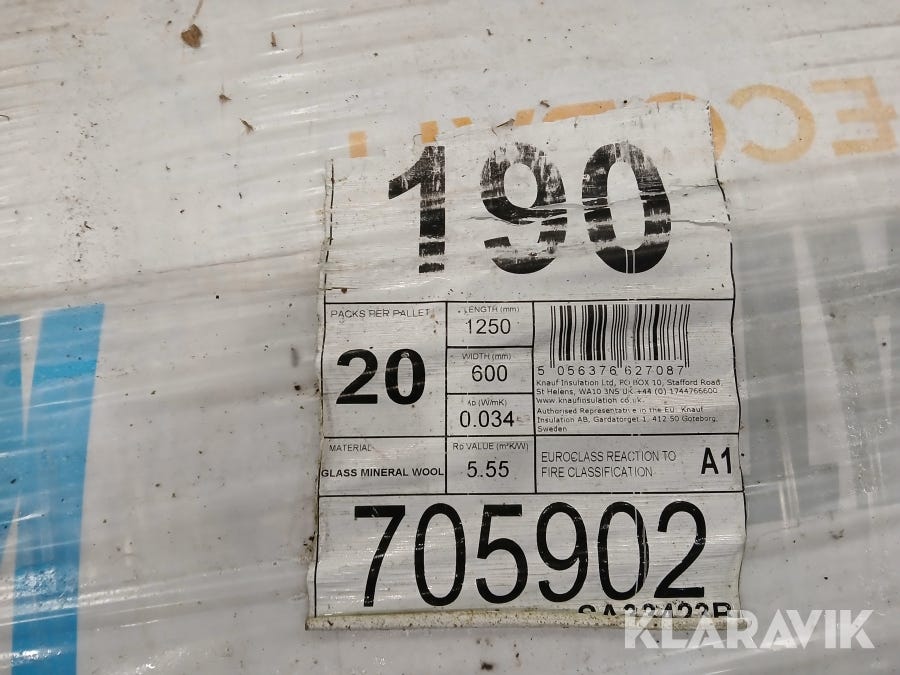 190
PACKS PER PALLET
20
LENGTH (mm)
1250
WIDTH (mm)
600
λD (W/mK)
0.034
5 056376 627087
Knauf Insulation Ltd, PO BOX 10, Stafford Road,
St Helens, WA10 3NS UK +44 (0) 1744766600
www.knaufinsulation.co.uk
Authorised Representative in the EU: Knauf
Insulation AB, Gardatorget 1, 412 50 Goteborg,
Sweden
MATERIAL
GLASS MINERAL WOOL
RD VALUE (m²K/W)
5.55
EUROCLASS REACTION TO
FIRE CLASSIFICATION
A1
705902
KLARAVIK